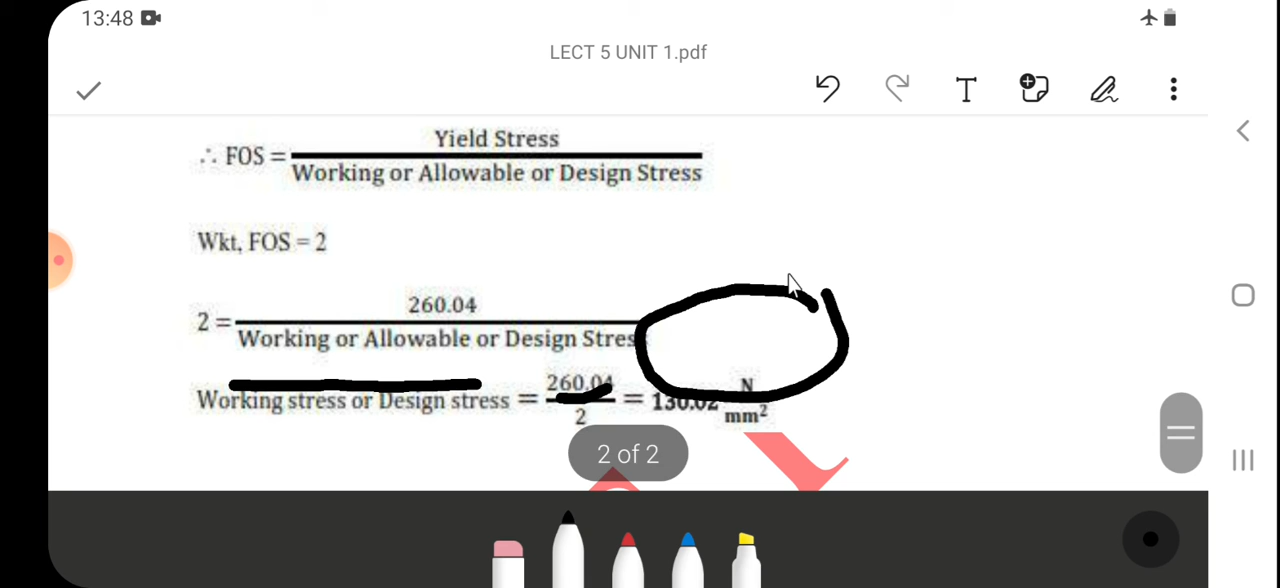 13:48
LECT 5 UNIT 1.pdf
T
∴ FOS = Yield Stress
Working or Allowable or Design Stress
Wkt, FOS = 2
2 = 260.04
Working or Allowable or Design Stress
Working stress or Design stress = 260.04 / 2 = 130.02 N / mm²
2 of 2